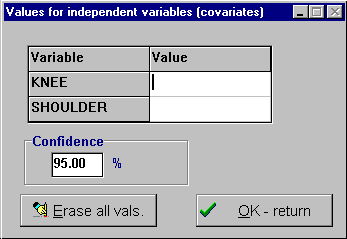 Values for independent variables (covariates)
Variable Value
KNEE
SHOULDER
Confidence
95.00 %
Erase all vals. OK - return